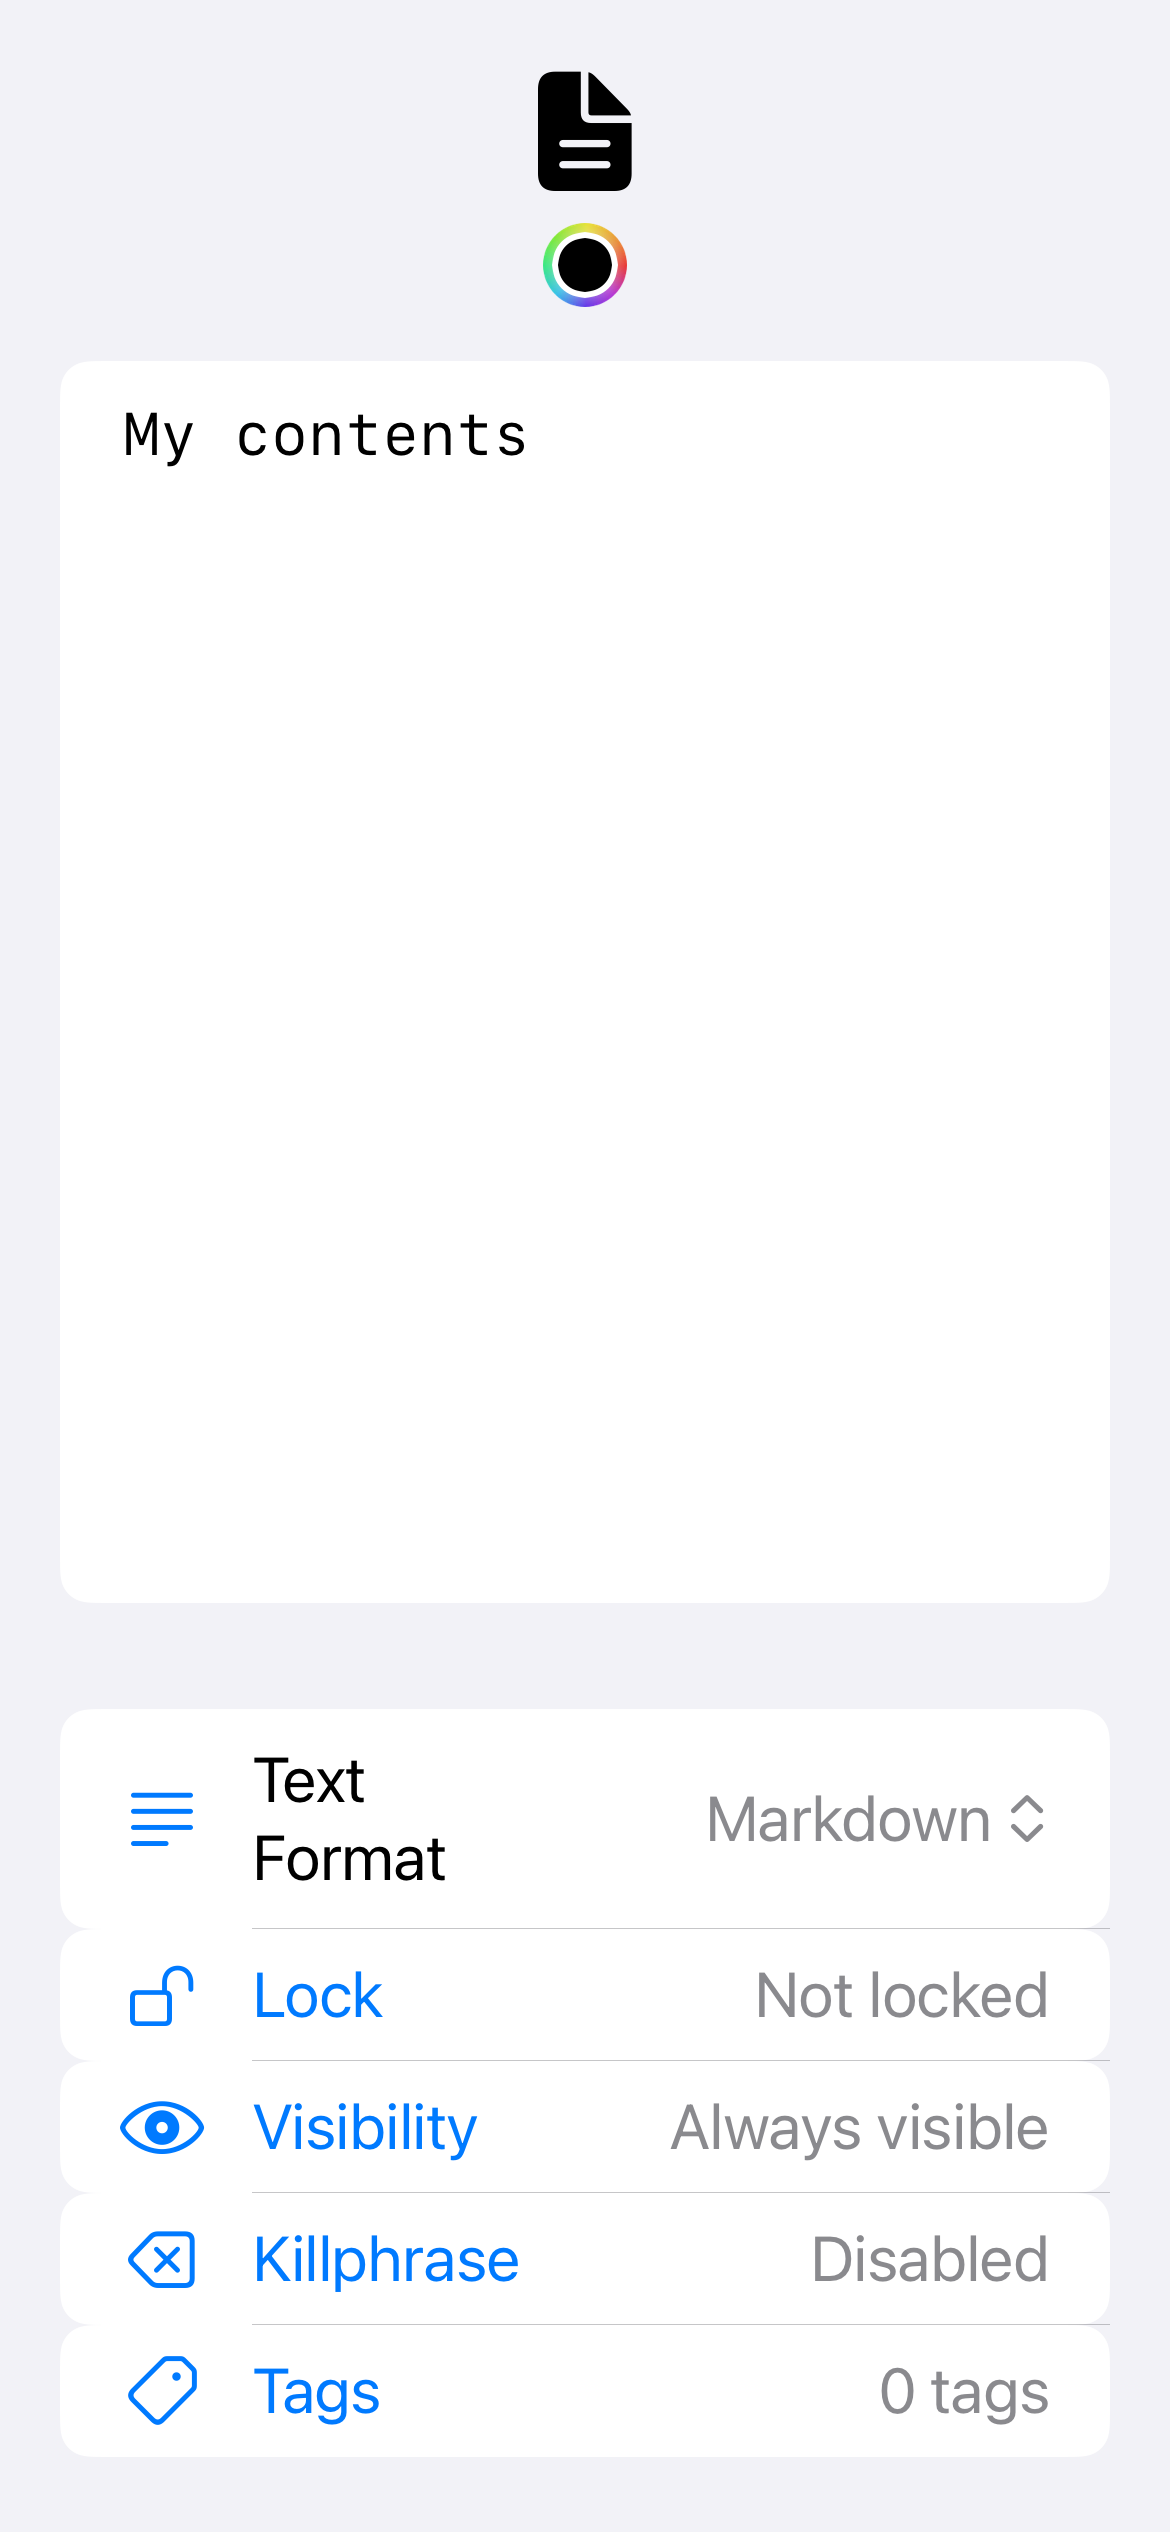 My contents
Text
Format
Markdown
Lock
Not locked
Visibility
Always visible
Killphrase
Disabled
Tags
0 tags